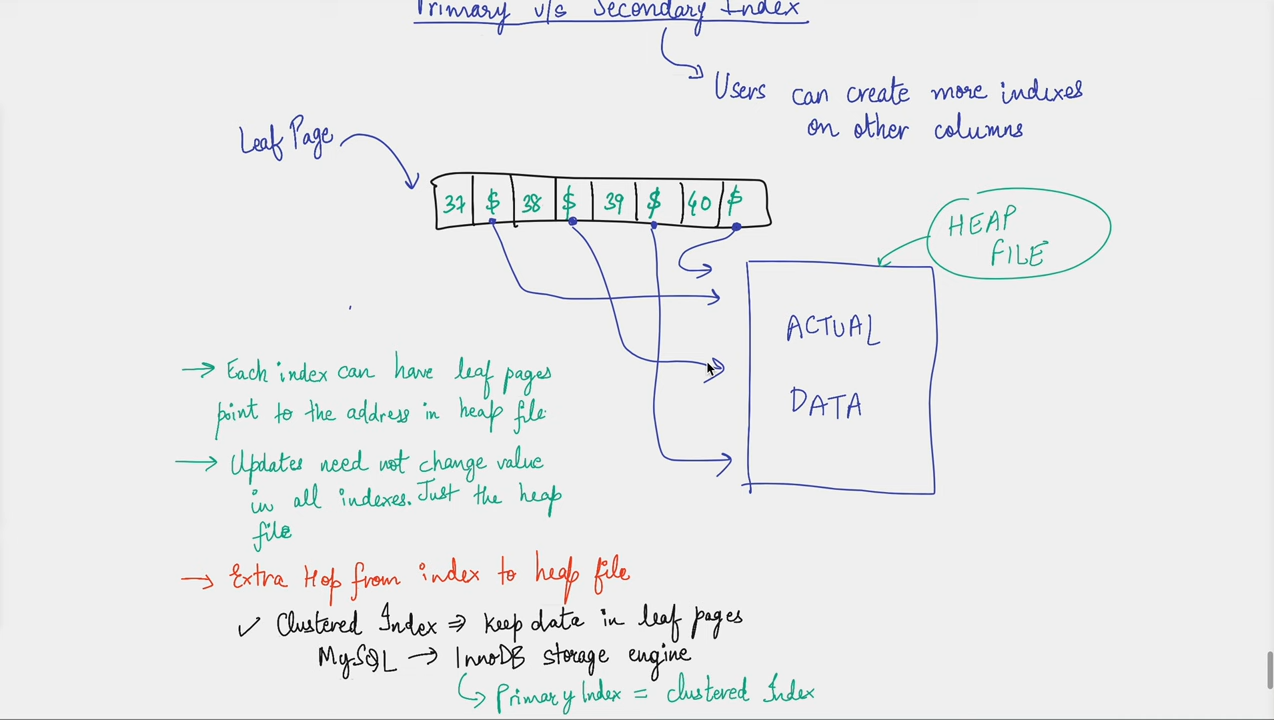 Primary v/s Secondary Index
Users can create more indexes
on other columns
Leaf Page
37 $ 38 $ 39 $ 40 $
HEAP
FILE
ACTUAL
DATA
→ Each index can have leaf pages
point to the address in heap file.
→ Updates need not change value
in all indexes. Just the heap
file
→ Extra Hop from index to heap file
✓ Clustered Index ⇒ keep data in leaf pages
MySQL → InnoDB storage engine
Primary Index = clustered Index